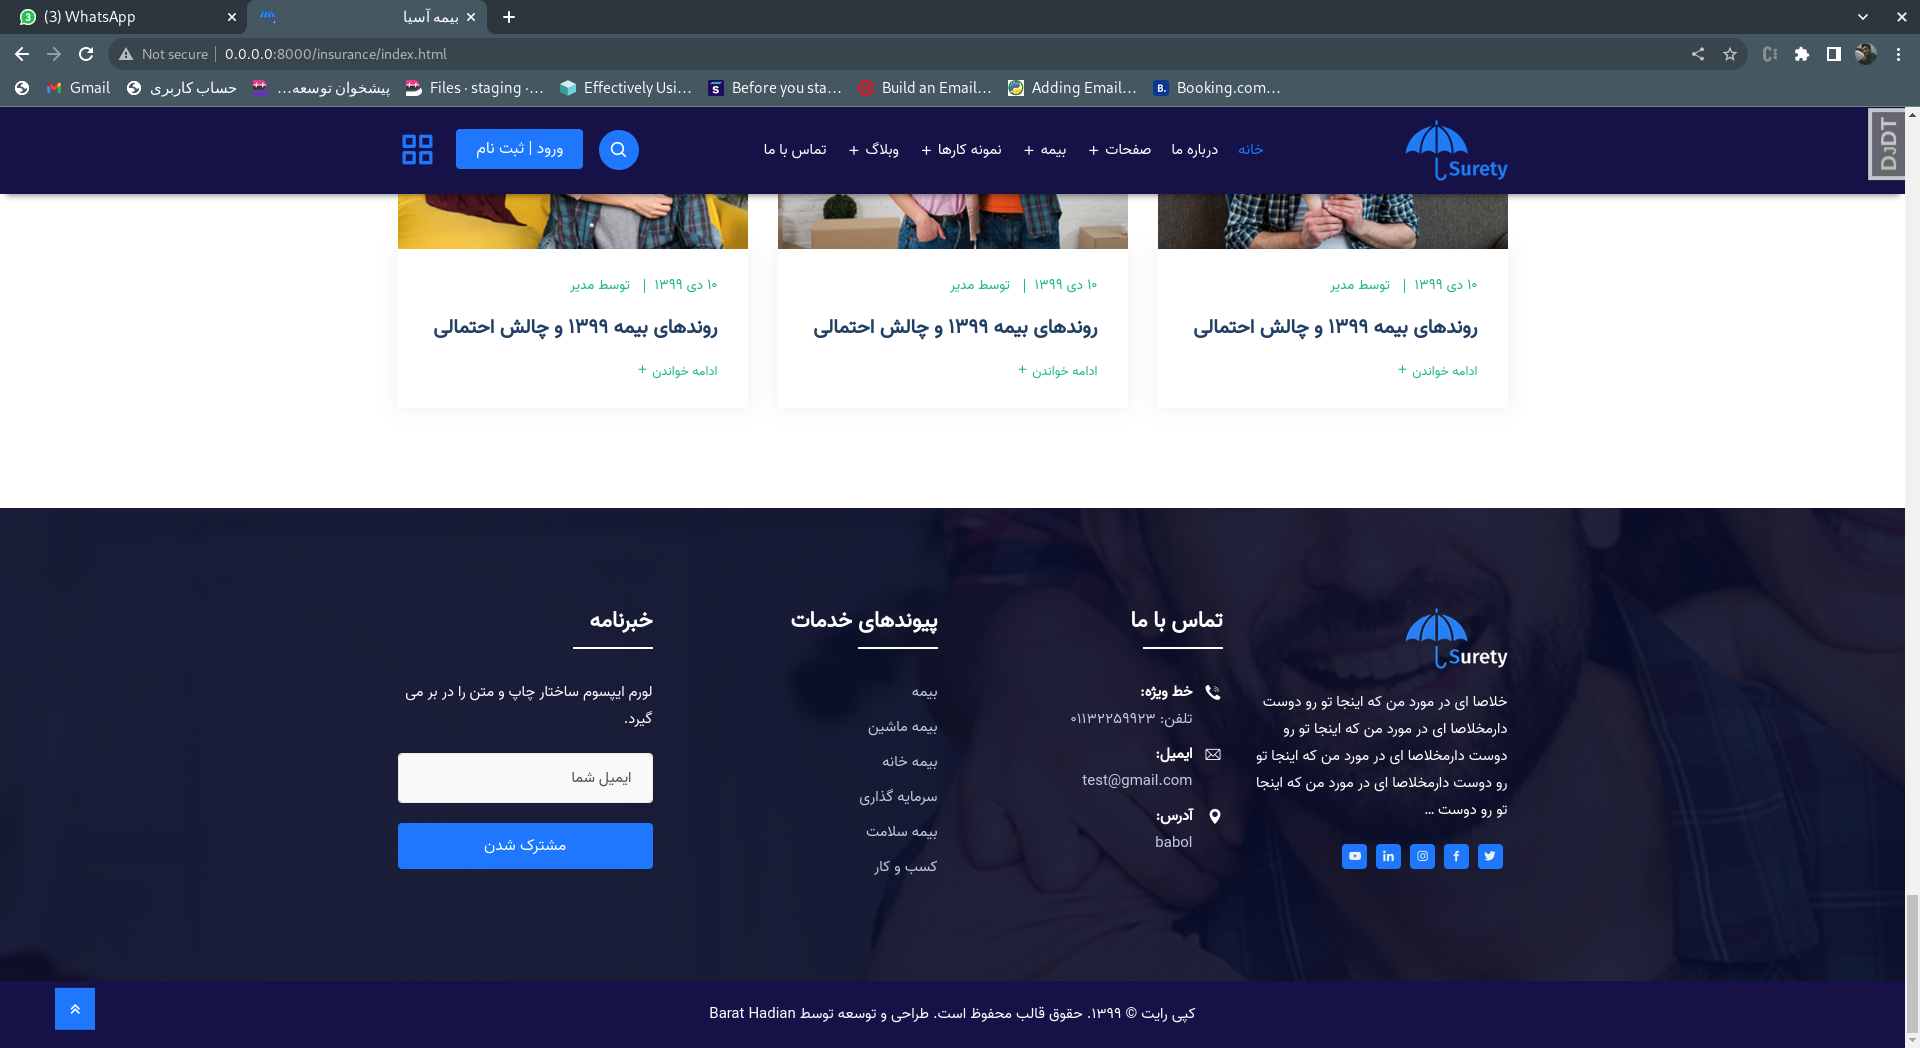 (3) WhatsApp
بیمه آسیا
Not secure
0.0.0.0:8000/insurance/index.html
Gmail
حساب کاربری
پیشخوان توسعه...
Files · staging ·...
Effectively Usi...
Before you sta...
Build an Email...
Adding Email...
Booking.com...
DJDT
Surety
خانه
درباره ما
صفحات +
بیمه +
نمونه کارها +
وبلاگ +
تماس با ما
ورود | ثبت نام
۱۰ دی ۱۳۹۹ | توسط مدیر
روندهای بیمه ۱۳۹۹ و چالش احتمالی
ادامه خواندن +
۱۰ دی ۱۳۹۹ | توسط مدیر
روندهای بیمه ۱۳۹۹ و چالش احتمالی
ادامه خواندن +
۱۰ دی ۱۳۹۹ | توسط مدیر
روندهای بیمه ۱۳۹۹ و چالش احتمالی
ادامه خواندن +
Surety
خلاصا ای در مورد من که اینجا تو رو دوست
دارمخلاصا ای در مورد من که اینجا تو رو
دوست دارمخلاصا ای در مورد من که اینجا تو
رو دوست دارمخلاصا ای در مورد من که اینجا
تو رو دوست ...
تماس با ما
خط ویژه:
تلفن: ۰۱۱۳۲۲۵۹۹۲۳
ایمیل:
test@gmail.com
آدرس:
babol
پیوندهای خدمات
بیمه
بیمه ماشین
بیمه خانه
سرمایه گذاری
بیمه سلامت
کسب و کار
خبرنامه
لورم ایپسوم ساختار چاپ و متن را در بر می
گیرد.
ایمیل شما
مشترک شدن
کپی رایت © ۱۳۹۹. حقوق قالب محفوظ است. طراحی و توسعه توسط Barat Hadian